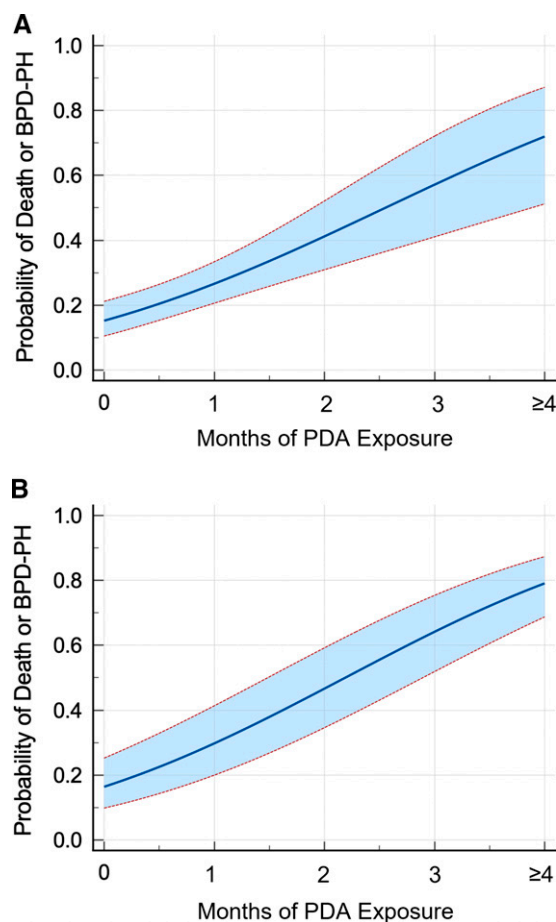 A
Probability of Death or BPD-PH
1.0
0.8
0.6
0.4
0.2
0.0
0 1 2 3 ≥4
Months of PDA Exposure
B
Probability of Death or BPD-PH
1.0
0.8
0.6
0.4
0.2
0.0
0 1 2 3 ≥4
Months of PDA Exposure